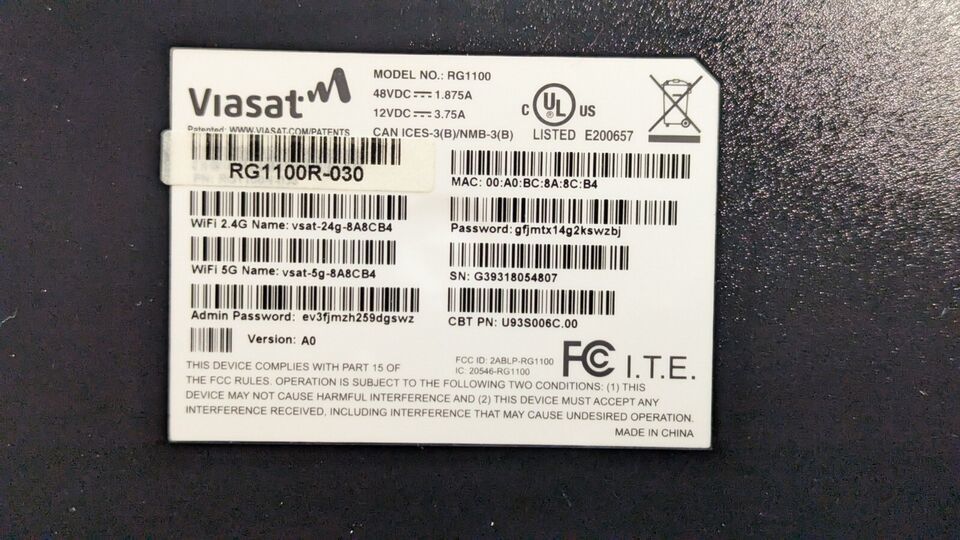 Viasat
MODEL NO.: RG1100
48VDC ⎓ 1.875A
12VDC ⎓ 3.75A
CAN ICES-3(B)/NMB-3(B)
C UL US
LISTED E200657
Patented: WWW.VIASAT.COM/PATENTS
RG1100R-030
MAC: 00:A0:BC:8A:8C:B4
WiFi 2.4G Name: vsat-24g-8A8CB4
Password: gfjmtx14g2kswzbj
WiFi 5G Name: vsat-5g-8A8CB4
SN: G39318054807
Admin Password: ev3fjmzh259dgswz
CBT PN: U93S006C.00
Version: A0
FCC ID: 2ABLP-RG1100
IC: 20546-RG1100
FCC I.T.E.
THIS DEVICE COMPLIES WITH PART 15 OF
THE FCC RULES. OPERATION IS SUBJECT TO THE FOLLOWING TWO CONDITIONS: (1) THIS
DEVICE MAY NOT CAUSE HARMFUL INTERFERENCE AND (2) THIS DEVICE MUST ACCEPT ANY
INTERFERENCE RECEIVED, INCLUDING INTERFERENCE THAT MAY CAUSE UNDESIRED OPERATION.
MADE IN CHINA